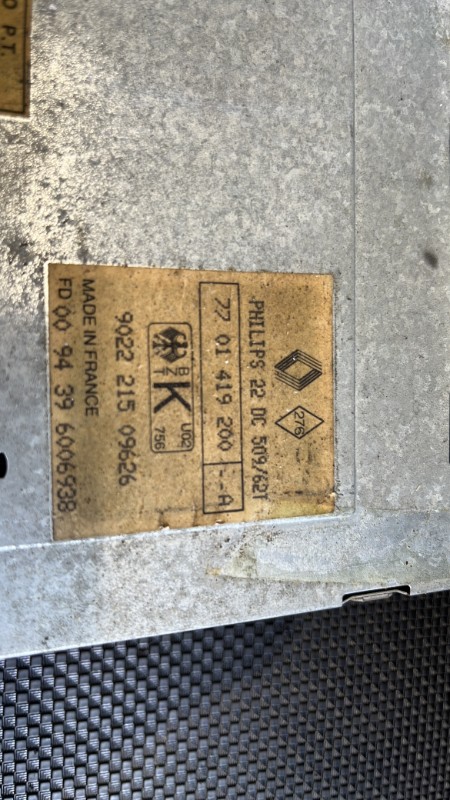 O P.T.
276
PHILIPS 22 DC 509/62T
77 01 419 200 --A
BZT K U02 756
9022 215 09626
MADE IN FRANCE
FD 00 94 39 6006938